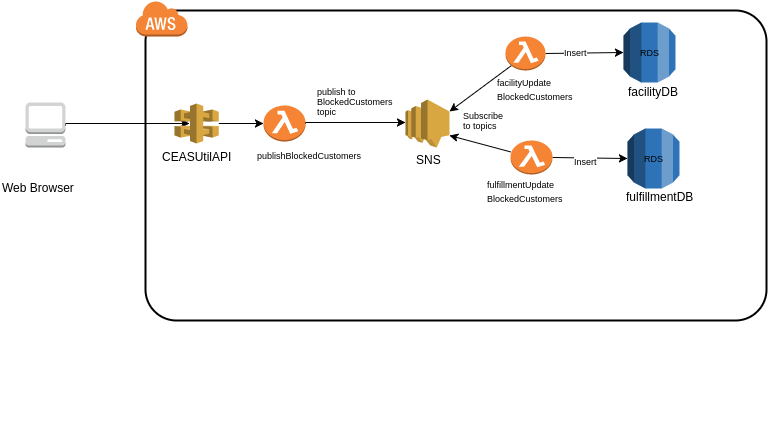 AWS
Web Browser
CEASUtilAPI
publishBlockedCustomers
publish to
BlockedCustomers
topic
SNS
Subscribe
to topics
facilityUpdate
BlockedCustomers
Insert
RDS
facilityDB
fulfillmentUpdate
BlockedCustomers
Insert
RDS
fulfillmentDB